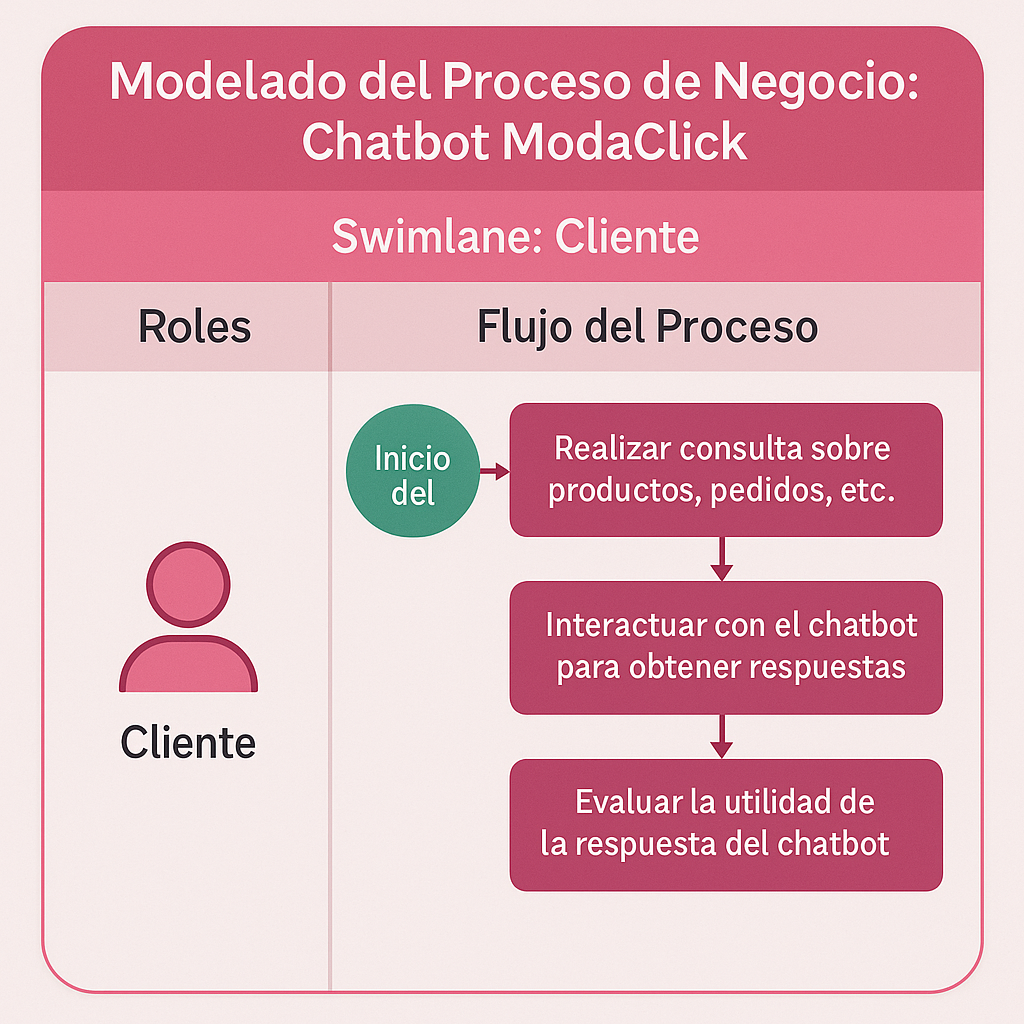 Modelado del Proceso de Negocio:
Chatbot ModaClick
Swimlane: Cliente
Roles
Flujo del Proceso
Inicio
del
Realizar consulta sobre
productos, pedidos, etc.
Interactuar con el chatbot
para obtener respuestas
Cliente
Evaluar la utilidad de
la respuesta del chatbot